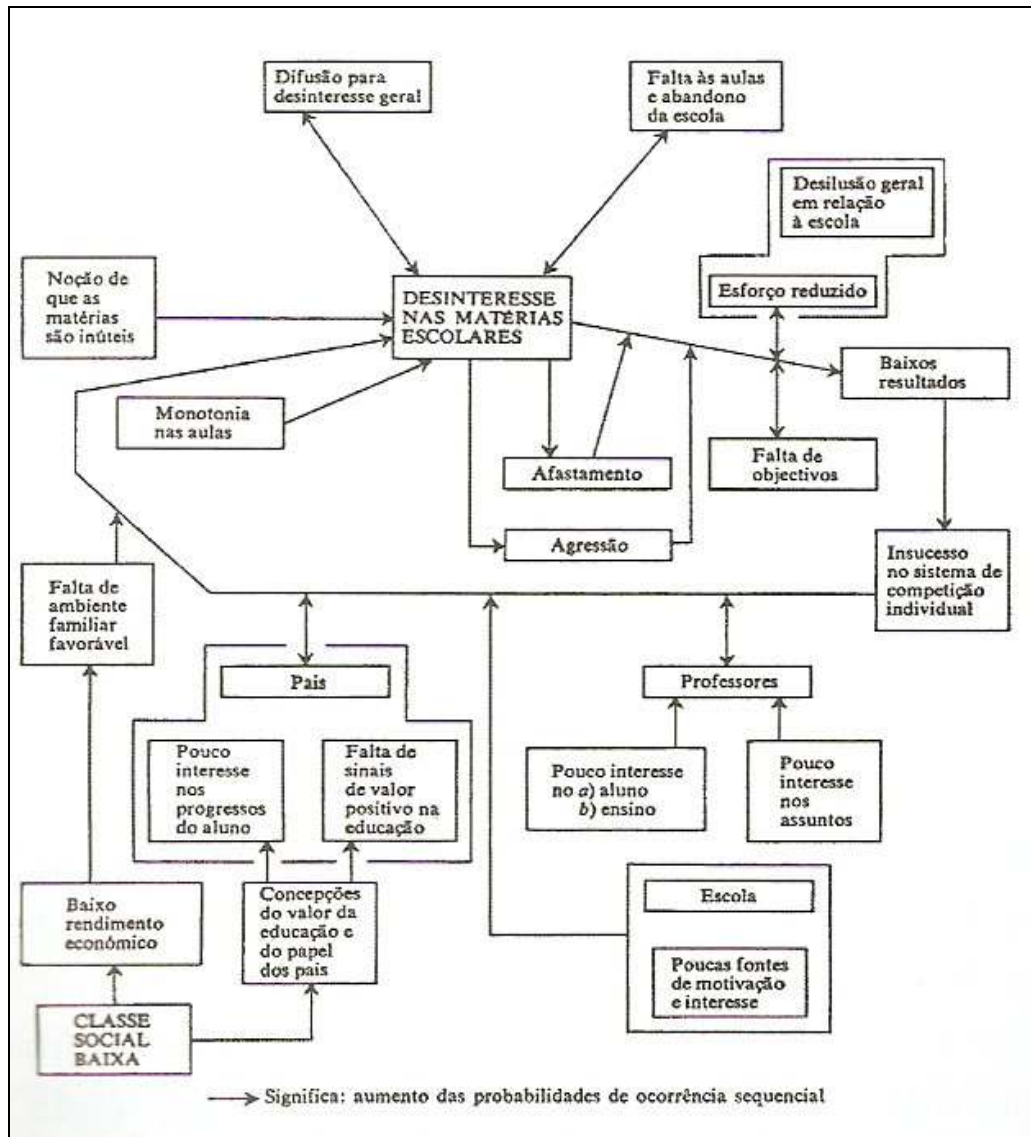 Difusão para
desinteresse geral
Falta às aulas
e abandono
da escola
Desilusão geral
em relação
à escola
Esforço reduzido
Noção de
que as
matérias
são inúteis
DESINTERESSE
NAS MATÉRIAS
ESCOLARES
Baixos
resultados
Monotonia
nas aulas
Afastamento
Falta de
objectivos
Agressão
Insucesso
no sistema de
competição
individual
Falta de
ambiente
familiar
favorável
Pais
Professores
Pouco
interesse
nos
progressos
do aluno
Falta de
sinais
de valor
positivo na
educação
Pouco interesse
no a) aluno
b) ensino
Pouco
interesse
nos
assuntos
Baixo
rendimento
económico
Concepções
do valor da
educação e
do papel
dos pais
Escola
Poucas fontes
de motivação
e interesse
CLASSE
SOCIAL
BAIXA
Significa: aumento das probabilidades de ocorrência sequencial